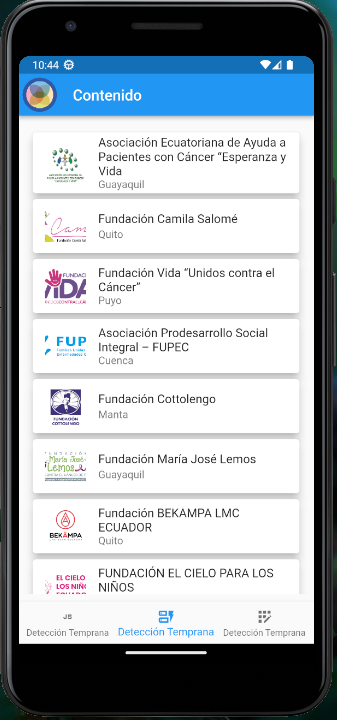 10:44
Contenido
Asociación Ecuatoriana de Ayuda a
Pacientes con Cáncer “Esperanza y
Vida
Guayaquil
Cam
Fundación Camila Salomé
Quito
FUNDAC
VIDA
Fundación Vida “Unidos contra el
Cáncer”
Puyo
FUP
Asociación Prodesarrollo Social
Integral – FUPEC
Cuenca
FUNDACIÓN
COTTOLENGO
Fundación Cottolengo
Manta
María José
Lemos
Fundación María José Lemos
Guayaquil
BEKAMPA
Fundación BEKAMPA LMC
ECUADOR
Quito
EL CIELO
LOS NIÑO
FUNDACIÓN EL CIELO PARA LOS
NIÑOS
JS
Detección Temprana
Detección Temprana
Detección Temprana